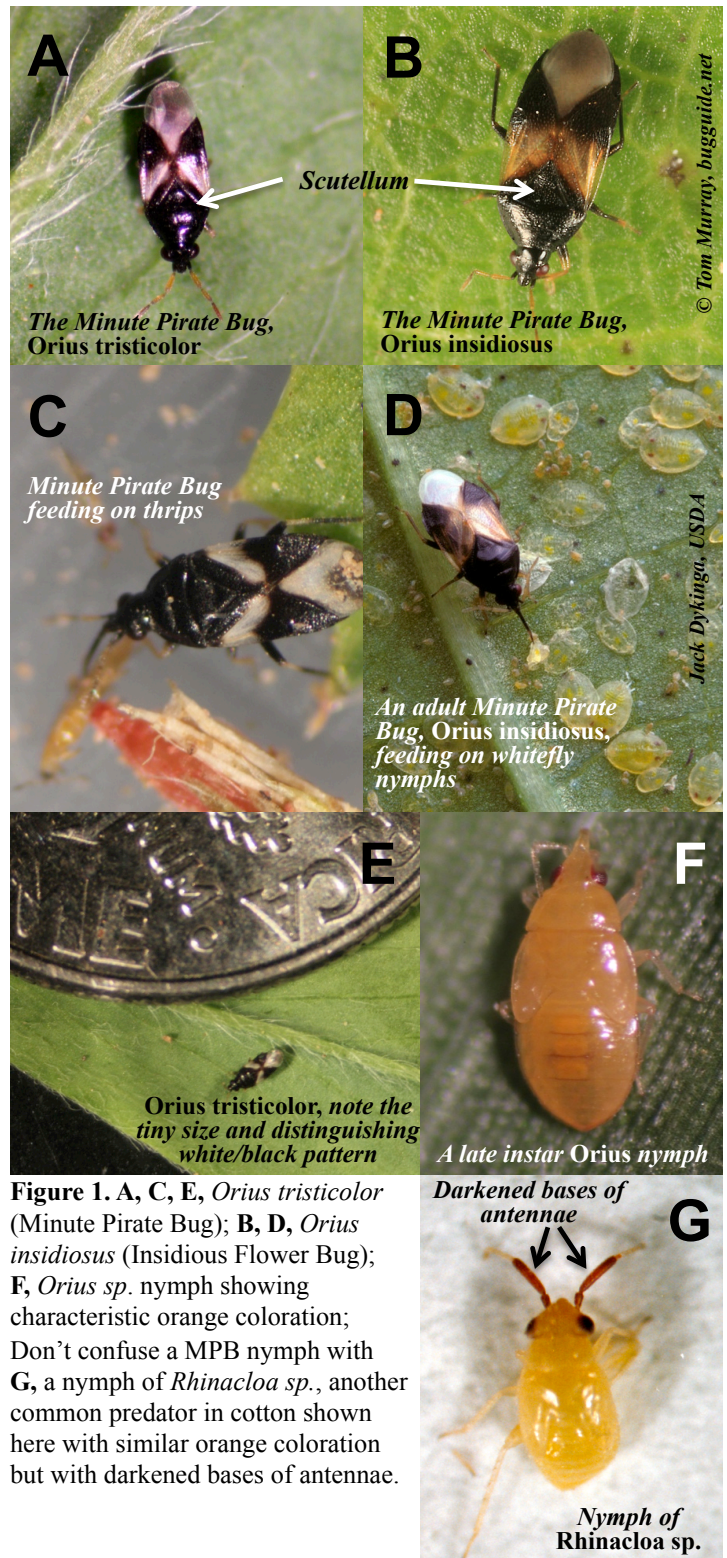 A
B
Scutellum
The Minute Pirate Bug,
Orius tristicolor
The Minute Pirate Bug,
Orius insidiosus
© Tom Murray, bugguide.net
C
Minute Pirate Bug
feeding on thrips
D
An adult Minute Pirate
Bug, Orius insidiosus,
feeding on whitefly
nymphs
Jack Dykinga, USDA
E
Orius tristicolor, note the
tiny size and distinguishing
white/black pattern
F
A late instar Orius nymph
Figure 1. A, C, E, Orius tristicolor
(Minute Pirate Bug); B, D, Orius
insidiosus (Insidious Flower Bug);
F, Orius sp. nymph showing
characteristic orange coloration;
Don’t confuse a MPB nymph with
G, a nymph of Rhinacloa sp., another
common predator in cotton shown
here with similar orange coloration
but with darkened bases of antennae.
Darkened bases of
antennae
G
Nymph of
Rhinacloa sp.